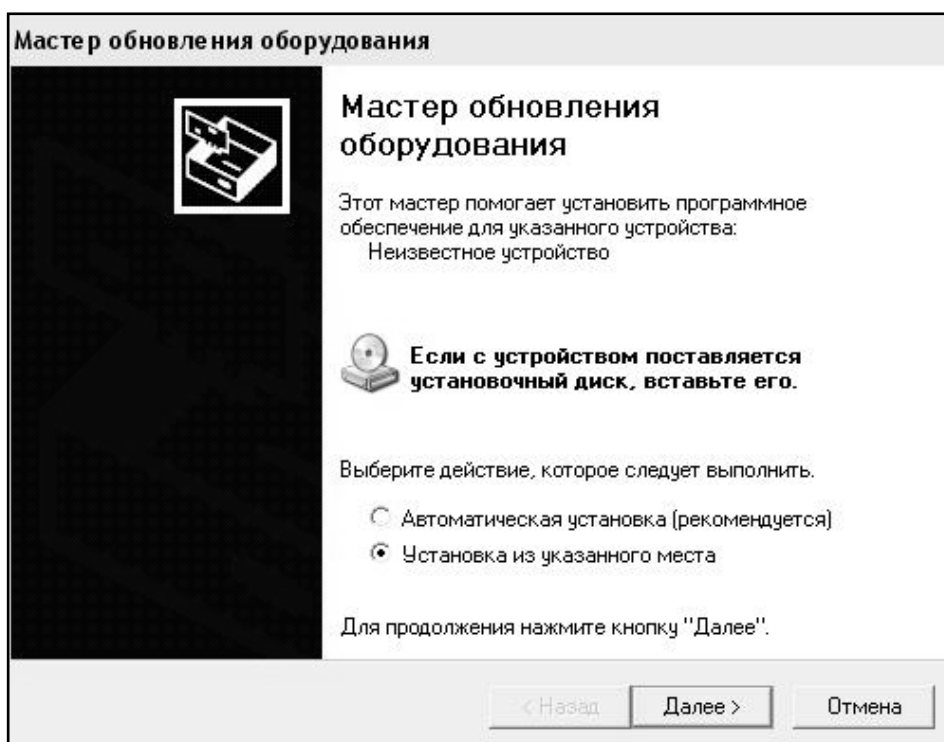 Мастер обновления оборудования
Мастер обновления
оборудования
Этот мастер помогает установить программное
обеспечение для указанного устройства:
Неизвестное устройство
Если с устройством поставляется
установочный диск, вставьте его.
Выберите действие, которое следует выполнить.
Автоматическая установка (рекомендуется)
Установка из указанного места
Для продолжения нажмите кнопку "Далее".
< Назад Далее > Отмена